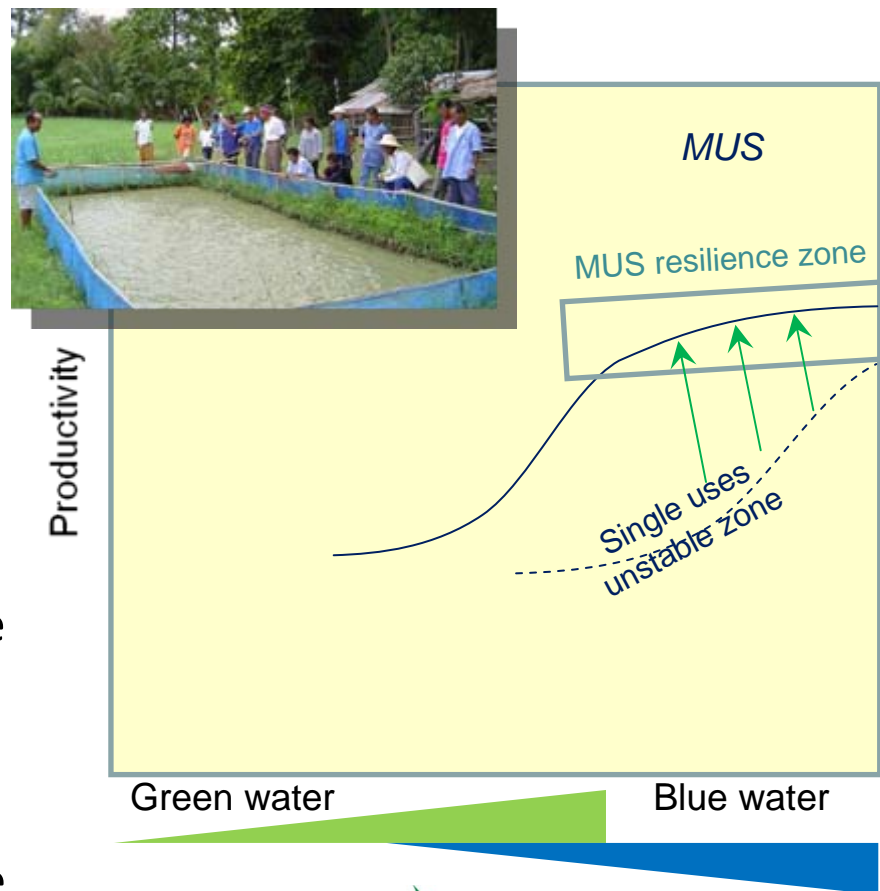 MUS
MUS resilience zone
Productivity
Single uses
unstable zone
e
Green water
Blue water
e